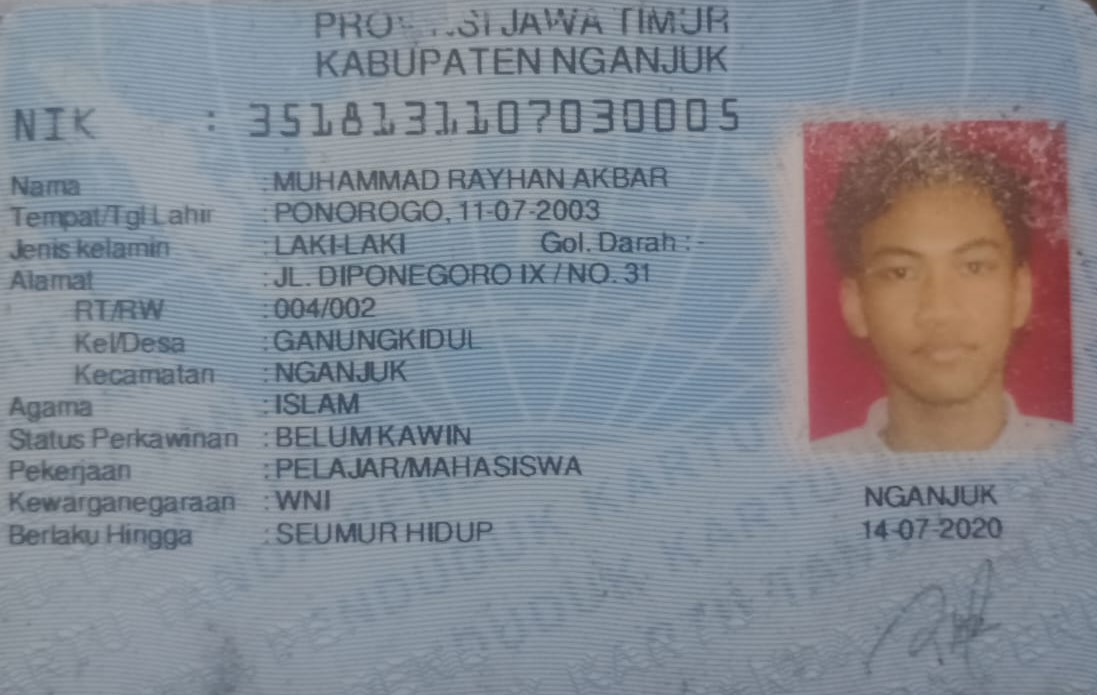 JAWA TIMUR
KABUPATEN NGANJUK
NIK : 3518131107030005
Nama : MUHAMMAD RAYHAN AKBAR
Tempat/Tgl Lahir : PONOROGO, 11-07-2003
Jenis kelamin : LAKI-LAKI Gol. Darah : -
Alamat : JL. DIPONEGORO IX / NO. 31
RT/RW : 004/002
Kel/Desa : GANUNGKIDUL
Kecamatan : NGANJUK
Agama : ISLAM
Status Perkawinan : BELUM KAWIN
Pekerjaan : PELAJAR/MAHASISWA
Kewarganegaraan : WNI
Berlaku Hingga : SEUMUR HIDUP
NGANJUK
14-07-2020